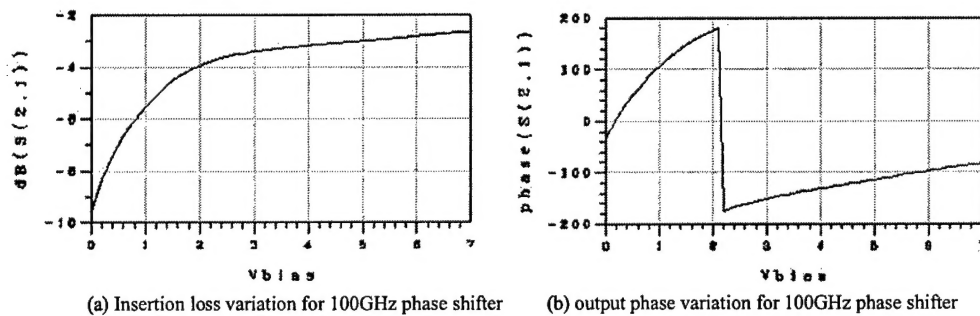 -2
-4
-6
-8
-10
dB(S(2,1))
0 1 2 3 4 5 6 7
Vbias
(a) Insertion loss variation for 100GHz phase shifter
200
100
0
-100
-200
phase(S(2,1))
0 1 2 3 4 5 6
Vbias
(b) output phase variation for 100GHz phase shifter